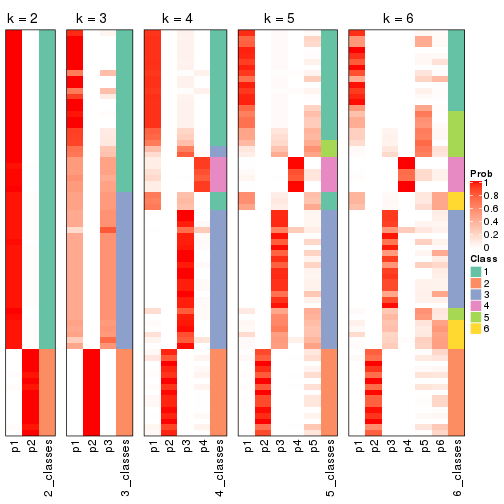 k = 2
k = 3
k = 4
k = 5
k = 6
Prob
1
0.8
0.6
0.4
0.2
0
Class
1
2
3
4
5
6
p1
p2
2_classes
p1
p2
p3
3_classes
p1
p2
p3
p4
4_classes
p1
p2
p3
p4
p5
5_classes
p1
p2
p3
p4
p5
p6
6_classes